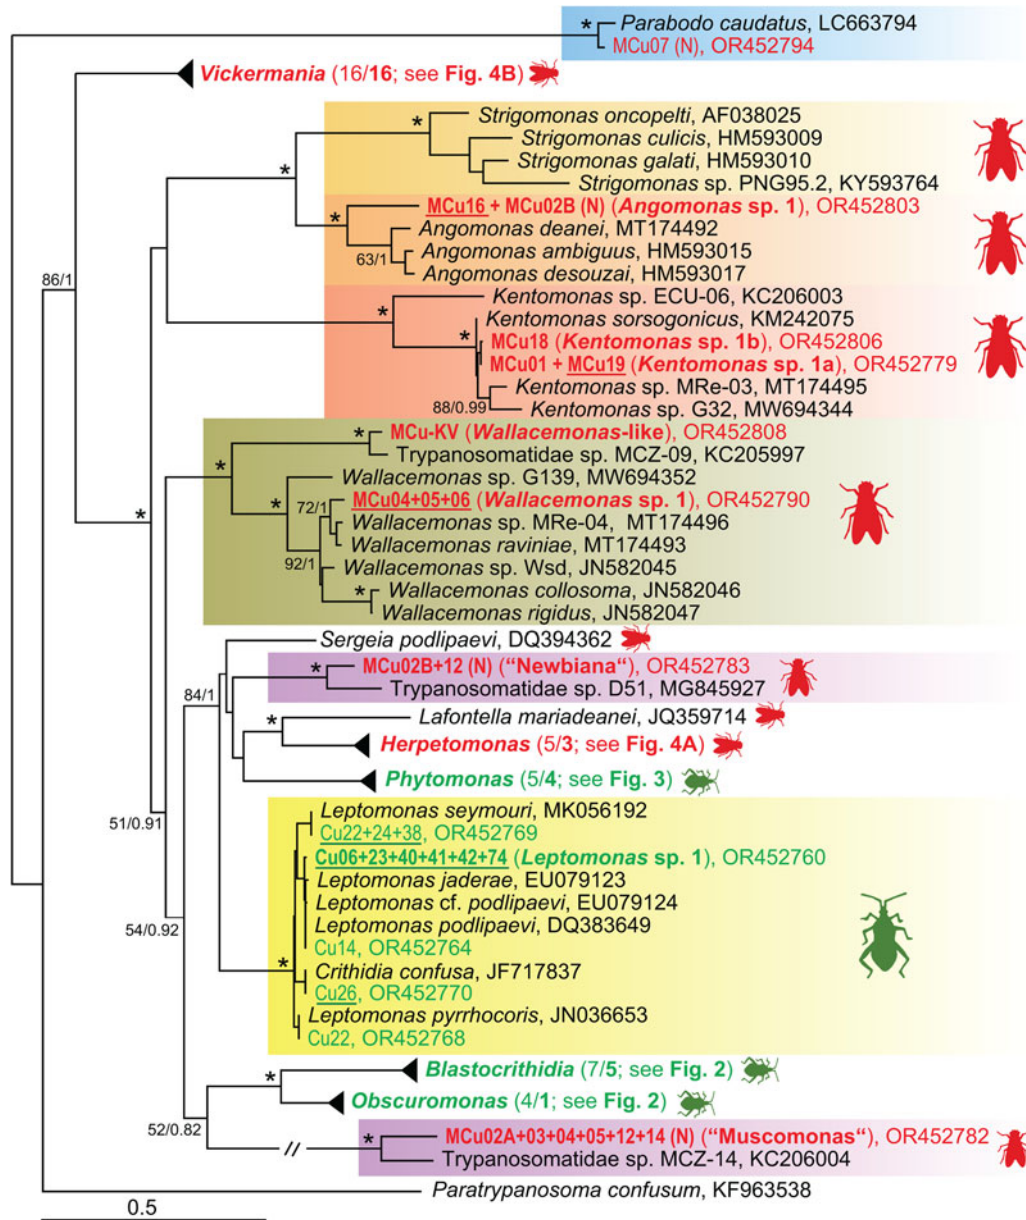 * Parabodo caudatus, LC663794
MCu07 (N), OR452794
Vickermania (16/16; see Fig. 4B)
* Strigomonas oncopelti, AF038025
Strigomonas culicis, HM593009
* Strigomonas galati, HM593010
Strigomonas sp. PNG95.2, KY593764
MCu16 + MCu02B (N) (Angomonas sp. 1), OR452803
* Angomonas deanei, MT174492
63/1 Angomonas ambiguus, HM593015
Angomonas desouzai, HM593017
86/1
Kentomonas sp. ECU-06, KC206003
* Kentomonas sorsogonicus, KM242075
* MCu18 (Kentomonas sp. 1b), OR452806
MCu01 + MCu19 (Kentomonas sp. 1a), OR452779
Kentomonas sp. MRe-03, MT174495
88/0.99 Kentomonas sp. G32, MW694344
* MCu-KV (Wallacemonas-like), OR452808
Trypanosomatidae sp. MCZ-09, KC205997
* Wallacemonas sp. G139, MW694352
72/1 MCu04+05+06 (Wallacemonas sp. 1), OR452790
* * Wallacemonas sp. MRe-04, MT174496
Wallacemonas raviniae, MT174493
92/1 Wallacemonas sp. Wsd, JN582045
* Wallacemonas collosoma, JN582046
Wallacemonas rigidus, JN582047
Sergeia podlipaevi, DQ394362
* MCu02B+12 (N) (“Newbiana“), OR452783
Trypanosomatidae sp. D51, MG845927
84/1
* Lafontella mariadeanei, JQ359714
Herpetomonas (5/3; see Fig. 4A)
Phytomonas (5/4; see Fig. 3)
Leptomonas seymouri, MK056192
51/0.91 Cu22+24+38, OR452769
Cu06+23+40+41+42+74 (Leptomonas sp. 1), OR452760
Leptomonas jaderae, EU079123
Leptomonas cf. podlipaevi, EU079124
54/0.92 Leptomonas podlipaevi, DQ383649
Cu14, OR452764
* Crithidia confusa, JF717837
Cu26, OR452770
Leptomonas pyrrhocoris, JN036653
Cu22, OR452768
* Blastocrithidia (7/5; see Fig. 2)
Obscuromonas (4/1; see Fig. 2)
52/0.82
* MCu02A+03+04+05+12+14 (N) (“Muscomonas“), OR452782
//
Trypanosomatidae sp. MCZ-14, KC206004
Paratrypanosoma confusum, KF963538
0.5